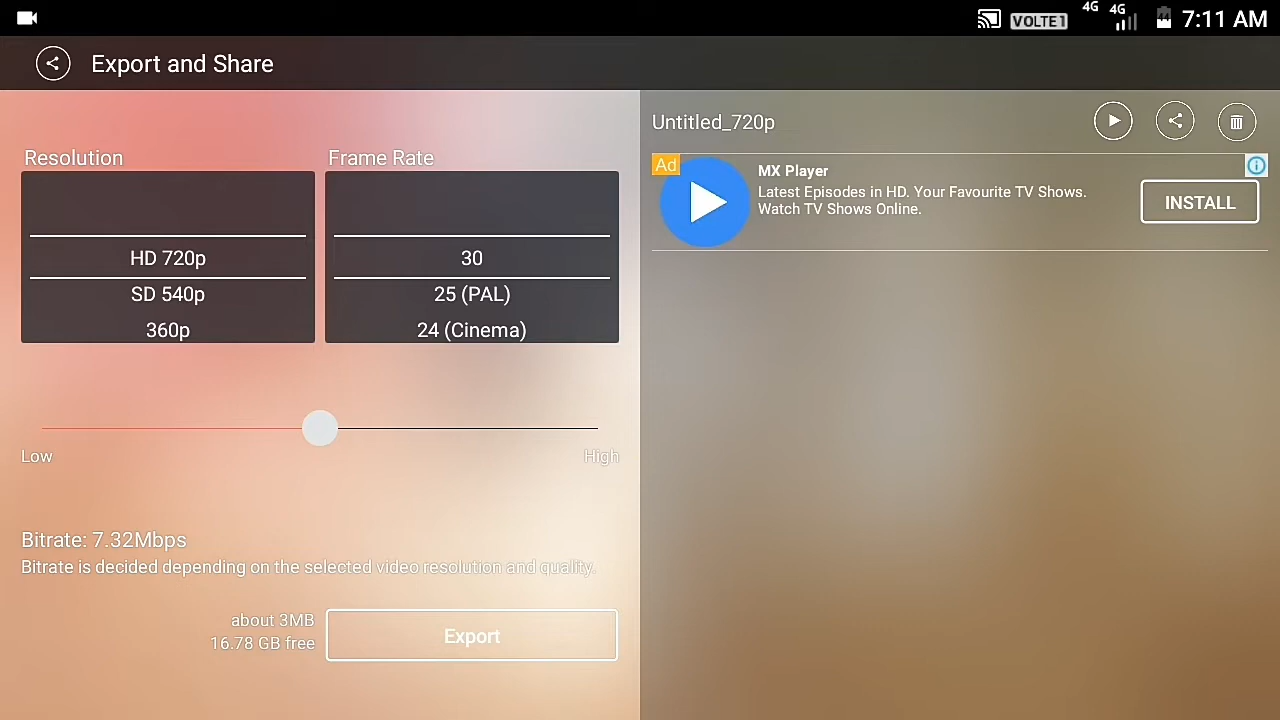 4G 4G
VOLTE1
44
7:11 AM
Export and Share
Resolution
HD 720p
SD 540p
360p
Frame Rate
30
25 (PAL)
24 (Cinema)
Low
High
Bitrate: 7.32Mbps
Bitrate is decided depending on the selected video resolution and quality.
about 3MB
16.78 GB free
Export
Untitled_720p
Ad
MX Player
Latest Episodes in HD. Your Favourite TV Shows.
Watch TV Shows Online.
INSTALL